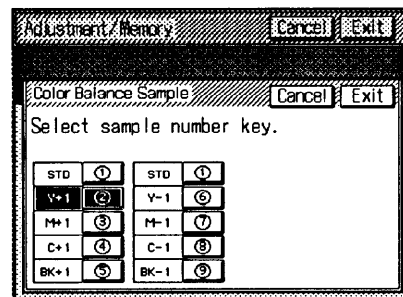 Adjustment/Memory Cancel Exit
Color Balance Sample Cancel Exit
Select sample number key.
STD ① STD ①
Y+1 ② Y-1 ⑥
M+1 ③ M-1 ⑦
C+1 ④ C-1 ⑧
BK+1 ⑤ BK-1 ⑨